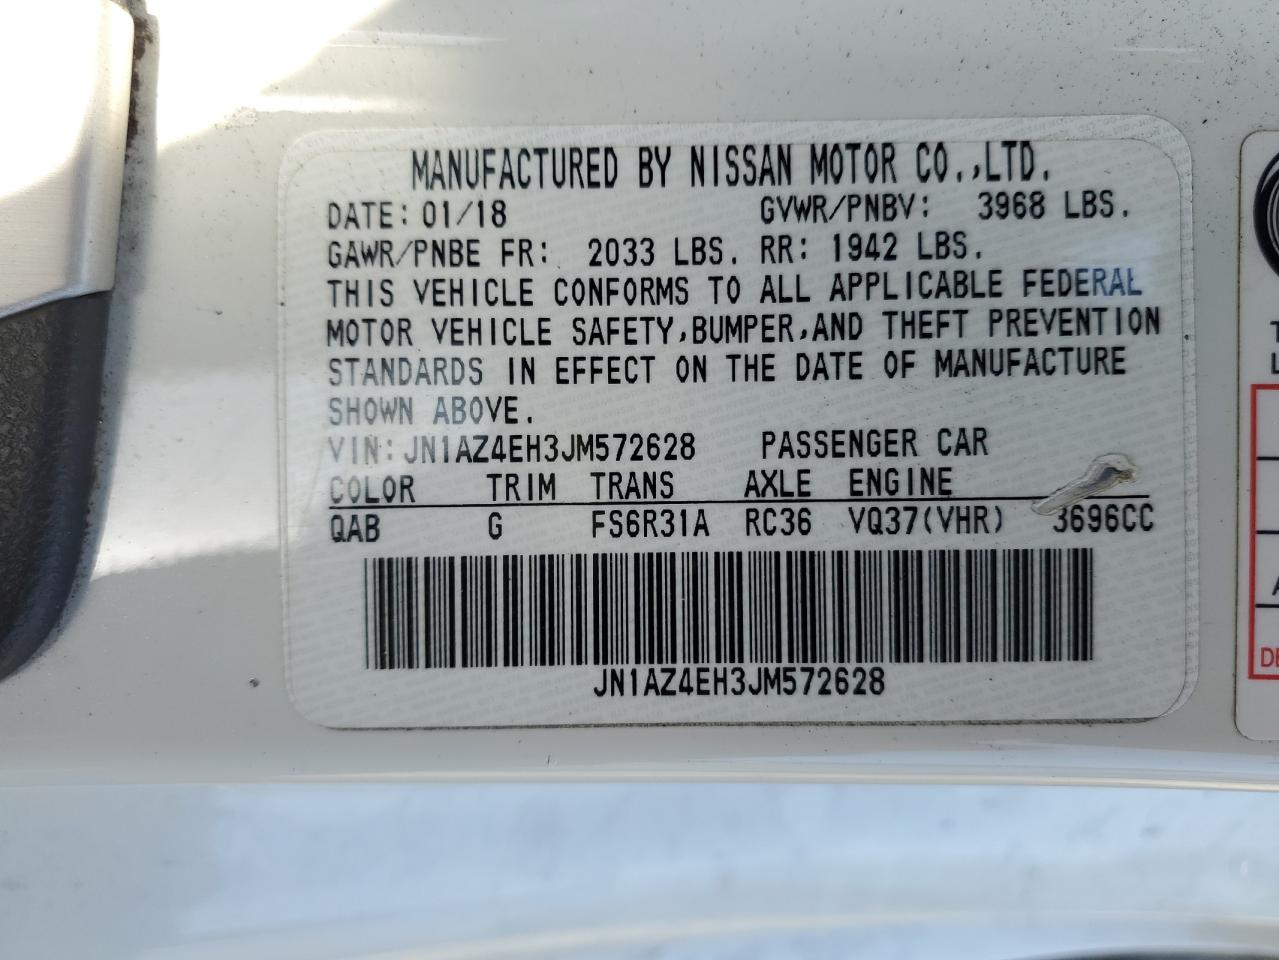 MANUFACTURED BY NISSAN MOTOR CO.,LTD.
DATE: 01/18 GVWR/PNBV: 3968 LBS.
GAWR/PNBE FR: 2033 LBS. RR: 1942 LBS.
THIS VEHICLE CONFORMS TO ALL APPLICABLE FEDERAL
MOTOR VEHICLE SAFETY,BUMPER,AND THEFT PREVENTION
STANDARDS IN EFFECT ON THE DATE OF MANUFACTURE
SHOWN ABOVE.
VIN: JN1AZ4EH3JM572628 PASSENGER CAR
COLOR TRIM TRANS AXLE ENGINE
QAB G FS6R31A RC36 VQ37(VHR) 3696CC
JN1AZ4EH3JM572628